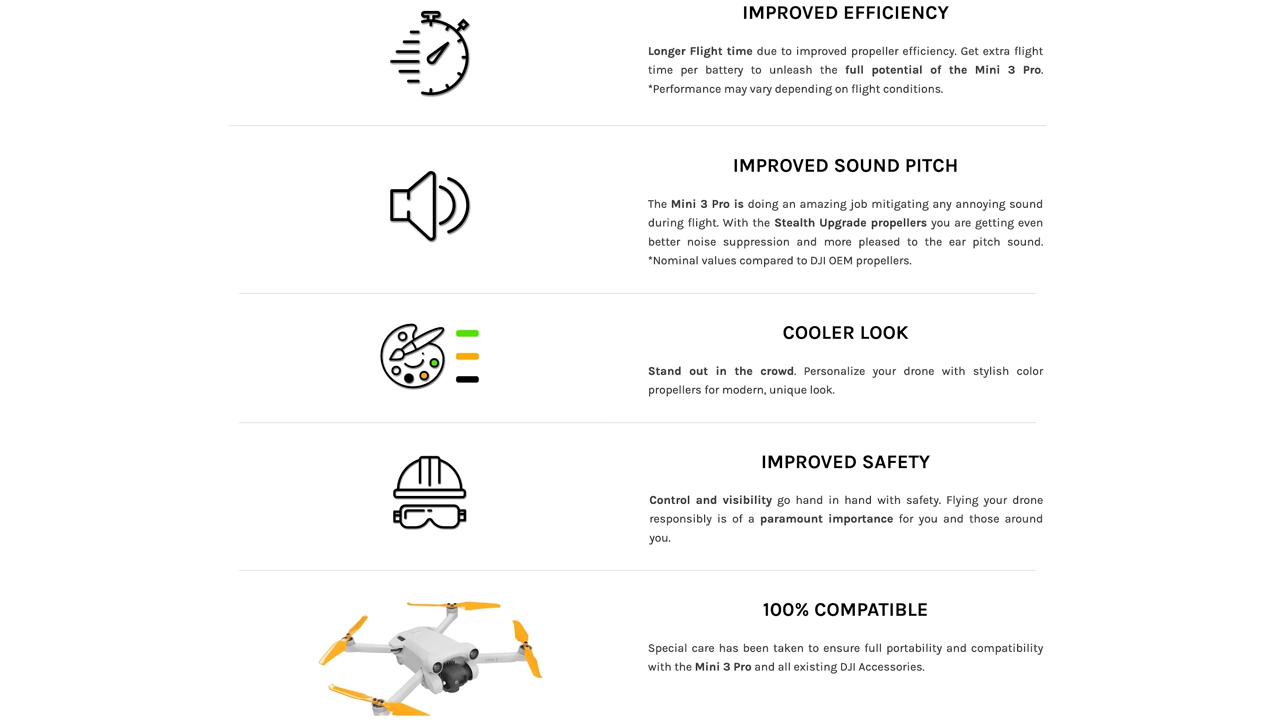 IMPROVED EFFICIENCY
Longer Flight time due to improved propeller efficiency. Get extra flight
time per battery to unleash the full potential of the Mini 3 Pro.
*Performance may vary depending on flight conditions.
IMPROVED SOUND PITCH
The Mini 3 Pro is doing an amazing job mitigating any annoying sound
during flight. With the Stealth Upgrade propellers you are getting even
better noise suppression and more pleased to the ear pitch sound.
*Nominal values compared to DJI OEM propellers.
COOLER LOOK
Stand out in the crowd. Personalize your drone with stylish color
propellers for modern, unique look.
IMPROVED SAFETY
Control and visibility go hand in hand with safety. Flying your drone
responsibly is of a paramount importance for you and those around
you.
100% COMPATIBLE
Special care has been taken to ensure full portability and compatibility
with the Mini 3 Pro and all existing DJI Accessories.